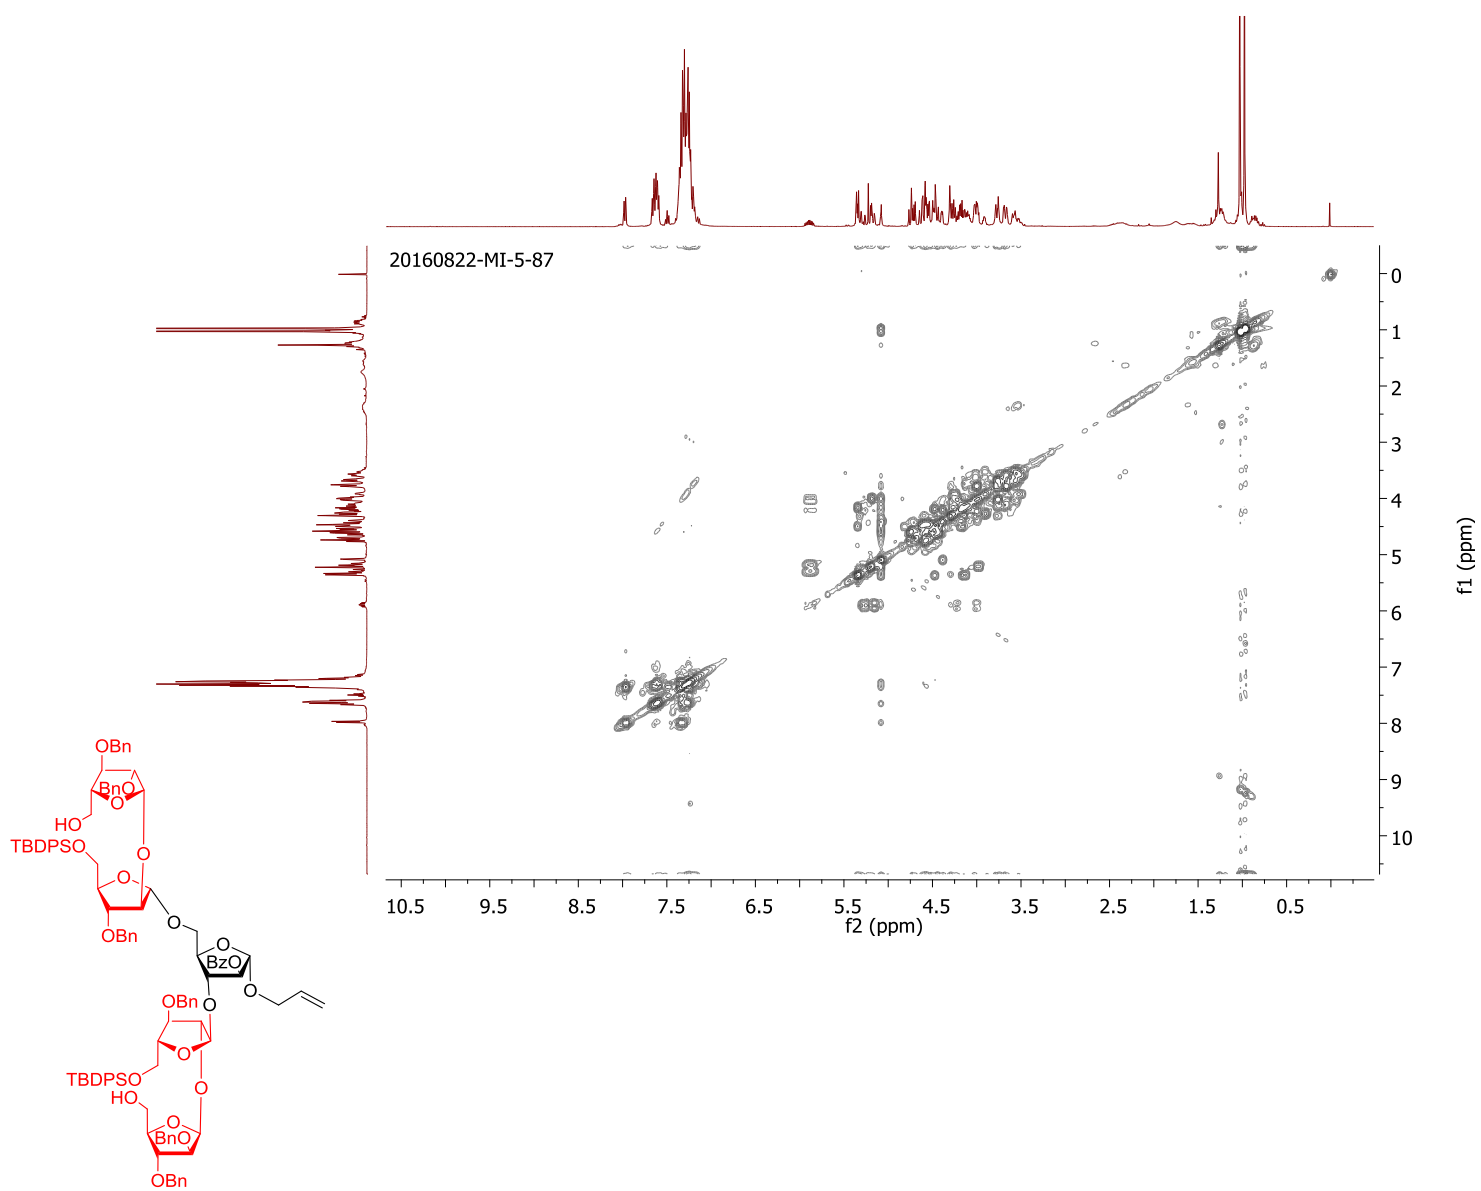 20160822-MI-5-87
0
1
2
3
4
5
6
7
8
9
10
f1 (ppm)
10.5 9.5 8.5 7.5 6.5 5.5 4.5 3.5 2.5 1.5 0.5
f2 (ppm)
OBn
BnO
O
HO
TBDPSO
O
O
OBn
O
O
BzO
O
OBn
O
O
TBDPSO
O
HO
O
BnO
OBn